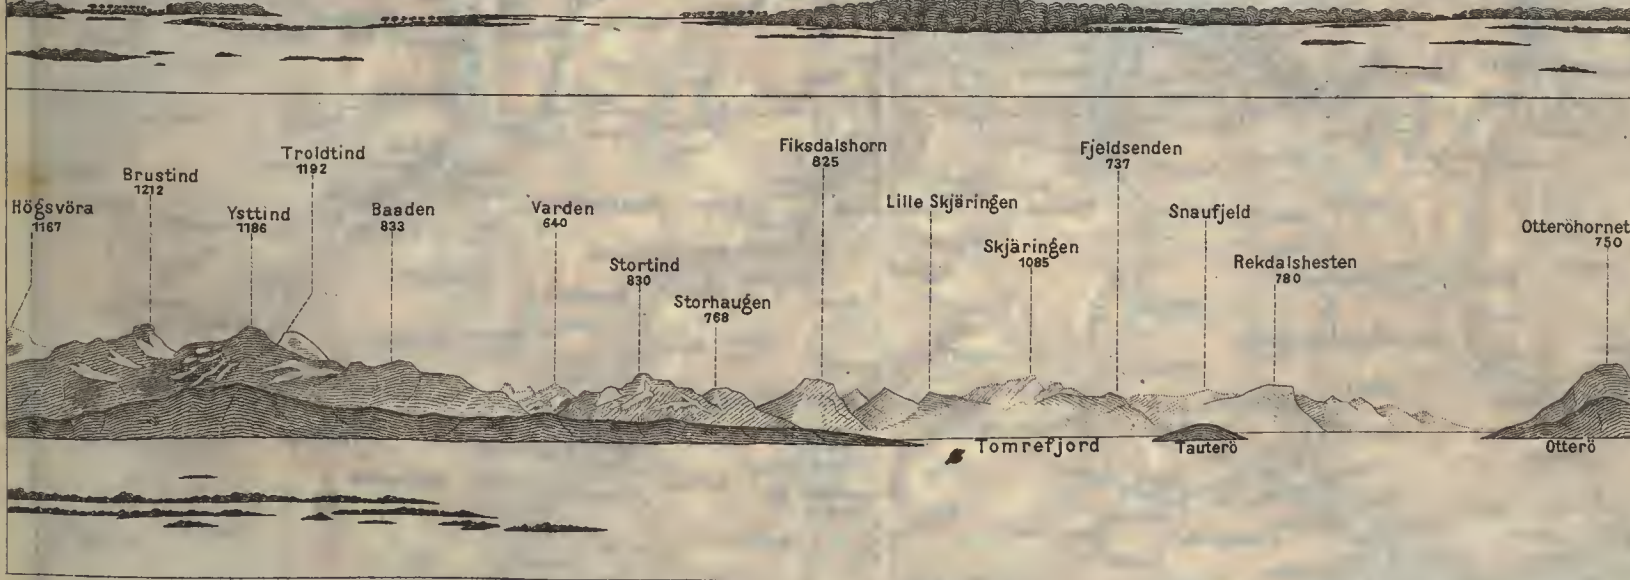 Högsvöra
1167
Brustind
1212
Ysttind
1186
Troldtind
1192
Baaden
833
Varden
640
Stortind
830
Storhaugen
768
Fiksdalshorn
825
Lille Skjäringen
Skjäringen
1085
Fjeldsenden
737
Snaufjeld
Rekdalshesten
780
Otteröhornet
750
Tomrefjord
Tauterö
Otterö